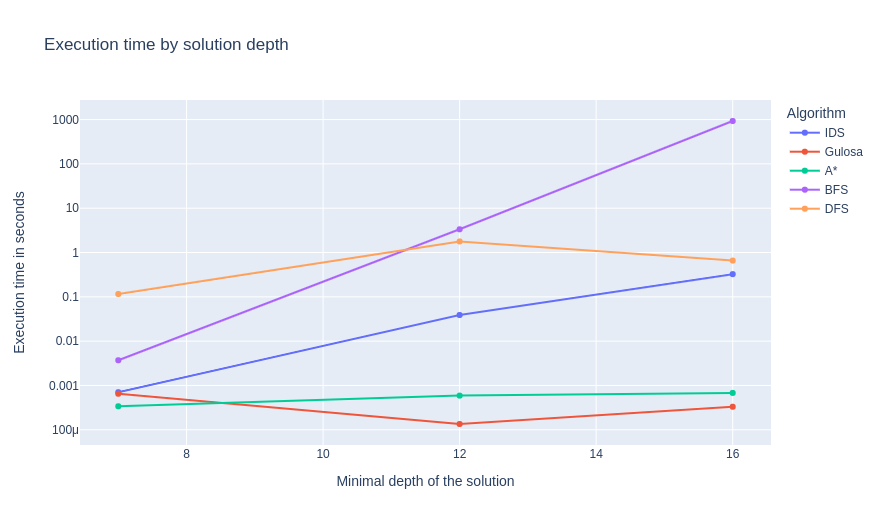 Execution time by solution depth
Execution time in seconds
1000
100
10
1
0.1
0.01
0.001
100μ
8
10
12
14
16
Minimal depth of the solution
Algorithm
IDS
Gulosa
A*
BFS
DFS